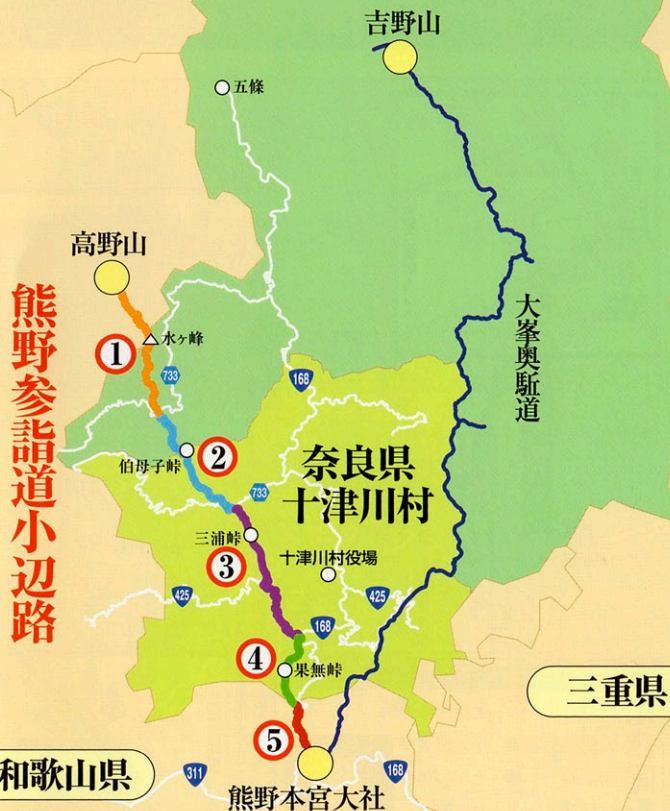 吉野山
五條
高野山
熊野参詣道小辺路
水ヶ峰
①
733
168
大峯奥駈道
伯母子峠
②
奈良県
十津川村
733
三浦峠
③
十津川村役場
425
425
168
④
果無峠
三重県
⑤
和歌山県
311
168
熊野本宮大社